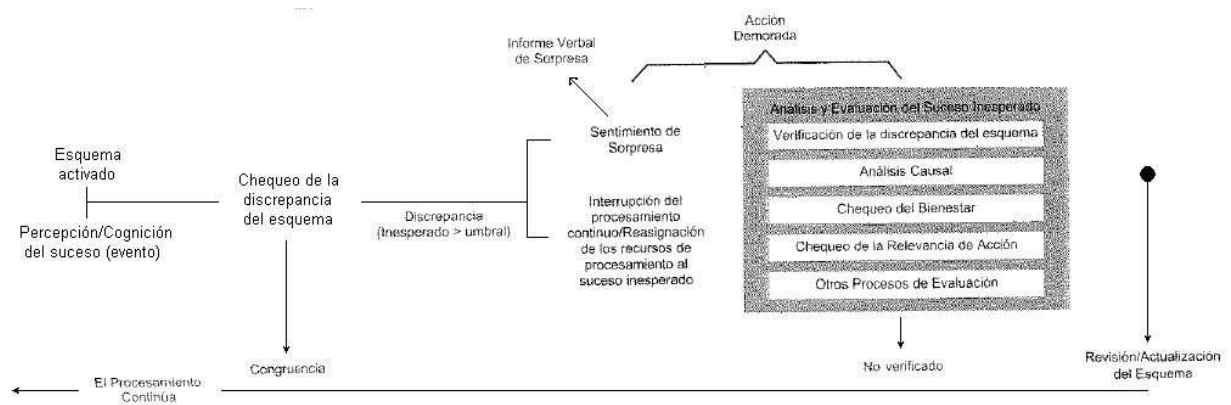 Acción
Demorada
Informe Verbal
de Sorpresa
Análisis y Evaluación del Suceso Inesperado
Sentimiento de
Sorpresa
Verificación de la discrepancia del esquema
Esquema
activado
Chequeo de la
discrepancia
del esquema
Análisis Causal
Percepción/Cognición
del suceso (evento)
Discrepancia
(Inesperado > umbral)
Interrupción del
procesamiento
continuo/Reasignación
de los recursos de
procesamiento al
suceso inesperado
Chequeo del Bienestar
Chequeo de la Relevancia de Acción
Otros Procesos de Evaluación
Congruencia
No verificado
Revisión/Actualización
del Esquema
El Procesamiento
Continúa